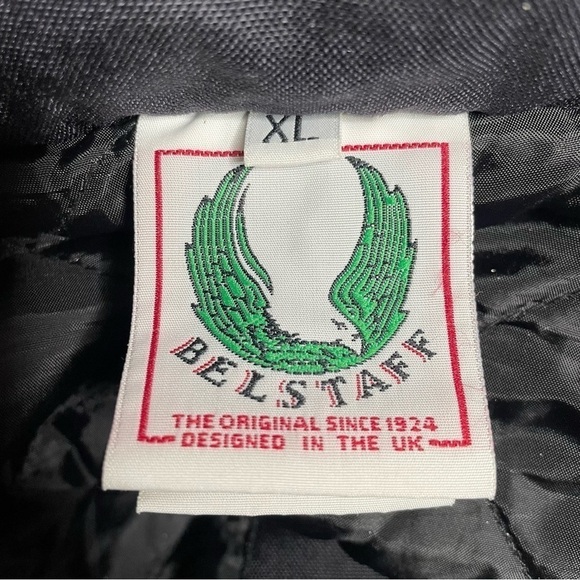 XL
BELSTAFF
THE ORIGINAL SINCE 1924
DESIGNED IN THE UK